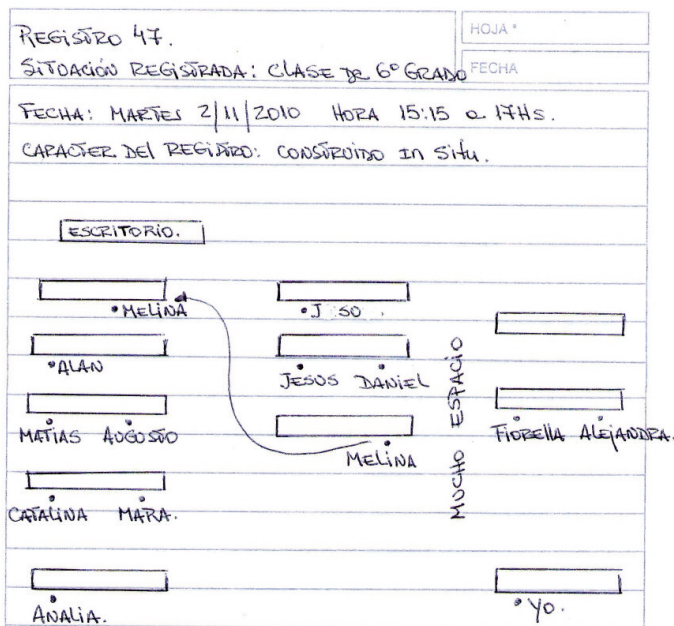 REGISTRO 47.
HOJA °
SITUACIÓN REGISTRADA: CLASE DE 6° GRADO
FECHA
FECHA: MARTES 2/11/2010 HORA 15:15 a 17Hs.
CARACTER DEL REGISTRO: CONSTRUIDO In Situ.
ESCRITORIO.
MELINA
ALAN
JESUS DANIEL
MATIAS AUGUSTO
MELINA
MUCHO ESPACIO
FIORELLA ALEJANDRA.
CATALINA MARA.
ANALIA.
YO.